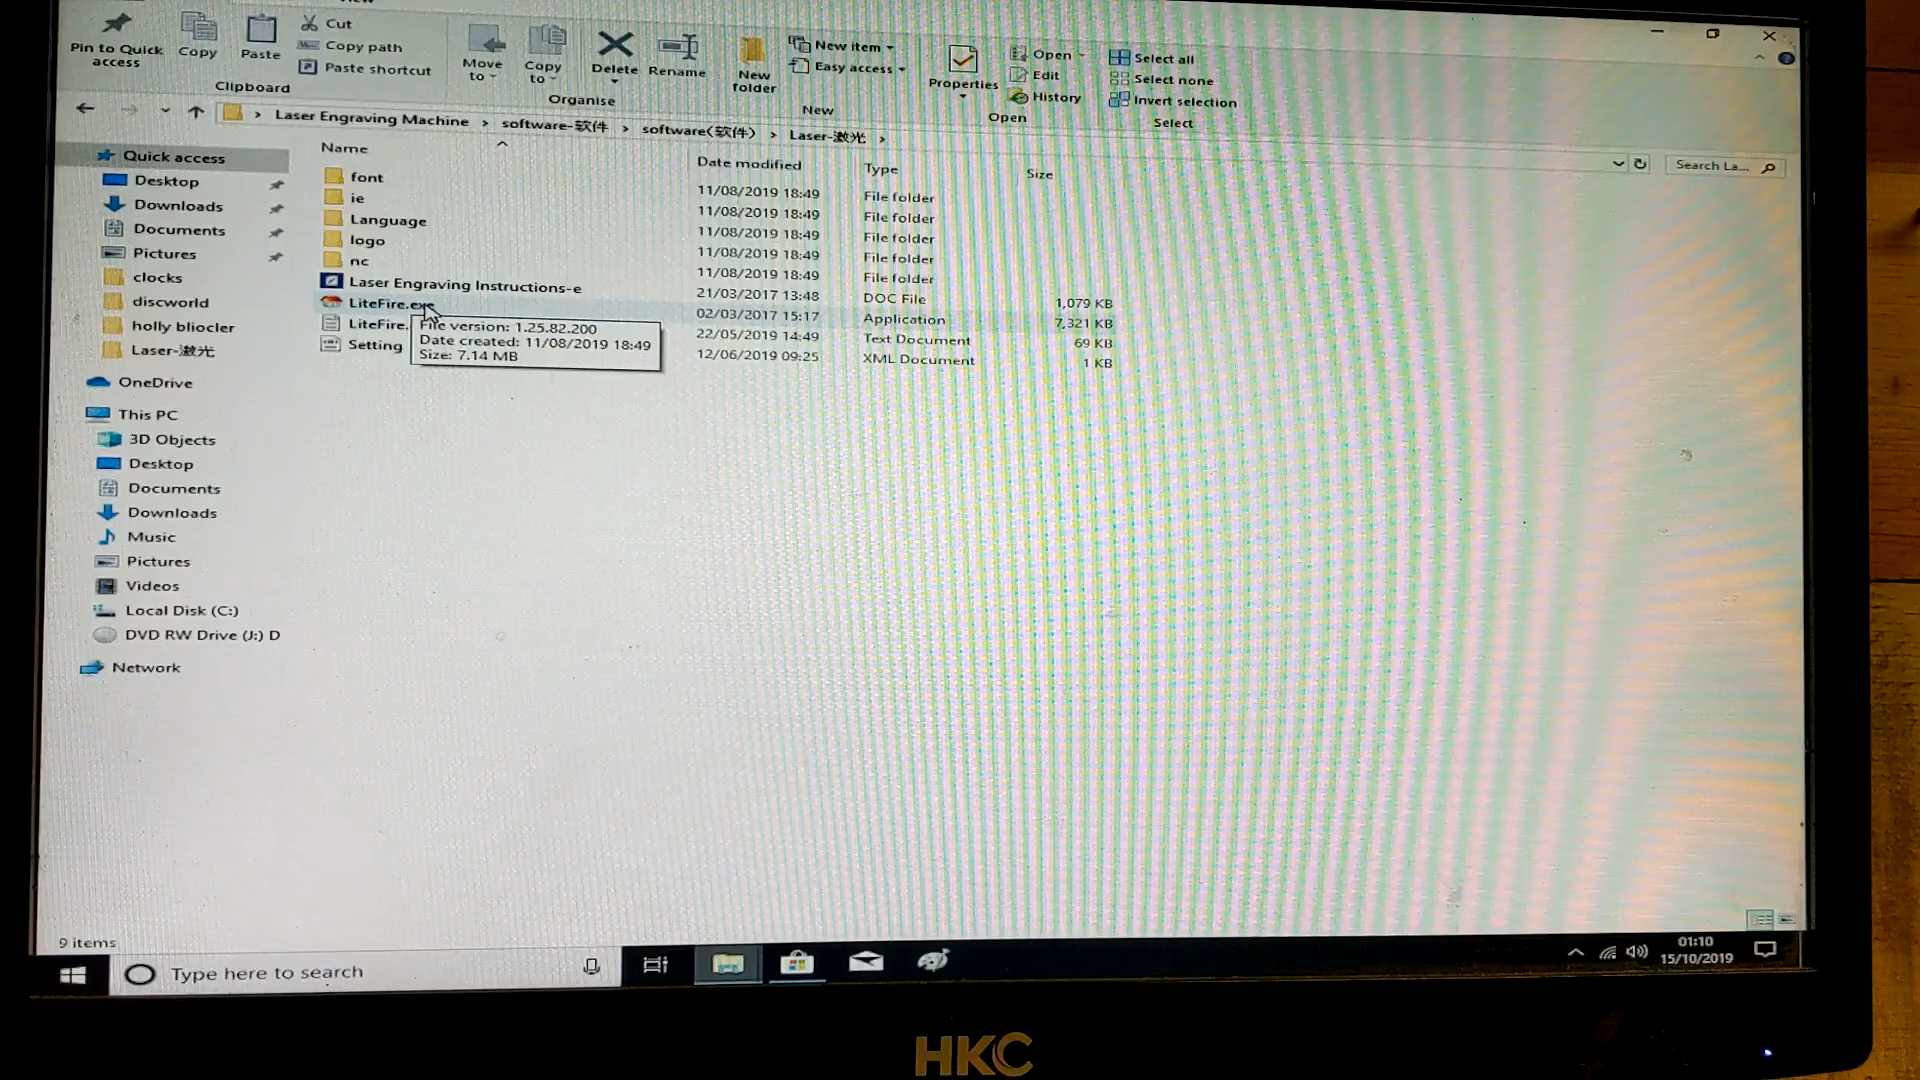 Pin to Quick access
Copy
Paste
Cut
Copy path
Paste shortcut
Clipboard
Move to
Copy to
Delete
Rename
Organise
New folder
New item
Easy access
New
Properties
Open
Edit
History
Open
Select all
Select none
Invert selection
Select
Laser Engraving Machine > software-软件 > software(软件) > Laser-激光 >
Search La...
Name Date modified Type Size
font 11/08/2019 18:49 File folder
ie 11/08/2019 18:49 File folder
Language 11/08/2019 18:49 File folder
logo 11/08/2019 18:49 File folder
nc 11/08/2019 18:49 File folder
Laser Engraving Instructions-e 21/03/2017 13:48 DOC File 1,079 KB
LiteFire.exe 02/03/2017 15:17 Application 7,321 KB
LiteFire. 22/05/2019 14:49 Text Document 69 KB
Setting 12/06/2019 09:25 XML Document 1 KB
File version: 1.25.82.200
Date created: 11/08/2019 18:49
Size: 7.14 MB
Quick access
Desktop
Downloads
Documents
Pictures
clocks
discworld
holly bliocler
Laser-激光
OneDrive
This PC
3D Objects
Desktop
Documents
Downloads
Music
Pictures
Videos
Local Disk (C:)
DVD RW Drive (J:) D
Network
9 items
Type here to search
01:10
15/10/2019
HKC